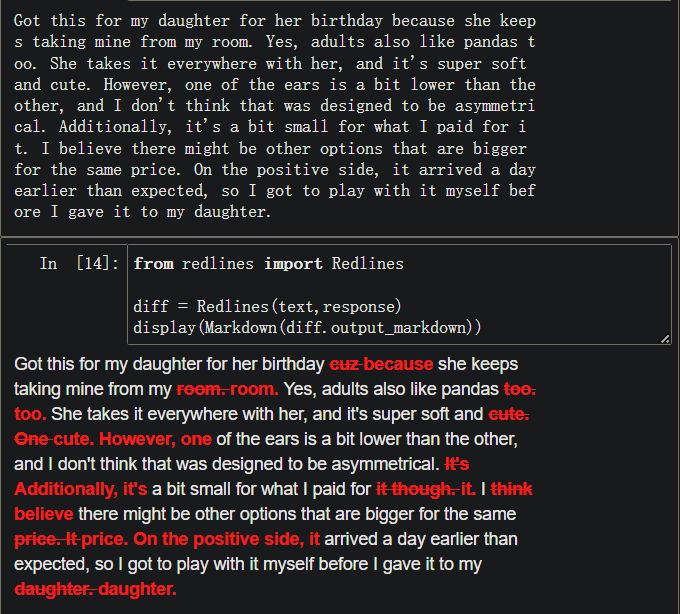 Got this for my daughter for her birthday because she keep
s taking mine from my room. Yes, adults also like pandas t
oo. She takes it everywhere with her, and it's super soft
and cute. However, one of the ears is a bit lower than the
other, and I don't think that was designed to be asymmetri
cal. Additionally, it's a bit small for what I paid for i
t. I believe there might be other options that are bigger
for the same price. On the positive side, it arrived a day
earlier than expected, so I got to play with it myself bef
ore I gave it to my daughter.
In [14]: from redlines import Redlines
diff = Redlines(text,response)
display(Markdown(diff.output_markdown))
Got this for my daughter for her birthday cuz because she keeps
taking mine from my room. room. Yes, adults also like pandas too.
too. She takes it everywhere with her, and it's super soft and cute.
One cute. However, one of the ears is a bit lower than the other,
and I don't think that was designed to be asymmetrical. It's
Additionally, it's a bit small for what I paid for it though. it. I think
believe there might be other options that are bigger for the same
price. It price. On the positive side, it arrived a day earlier than
expected, so I got to play with it myself before I gave it to my
daughter. daughter.